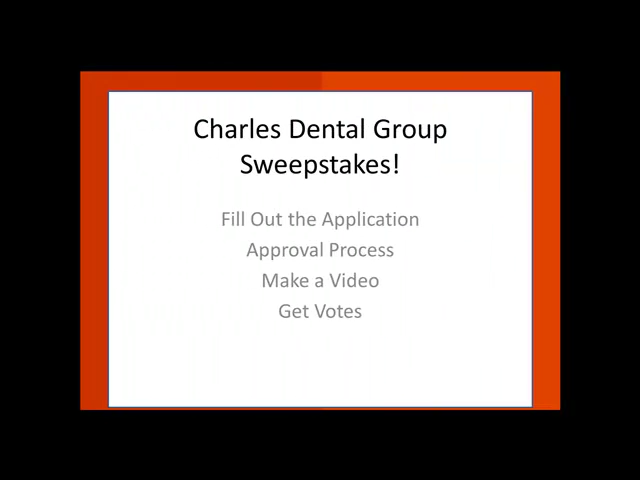 Charles Dental Group
Sweepstakes!
Fill Out the Application
Approval Process
Make a Video
Get Votes